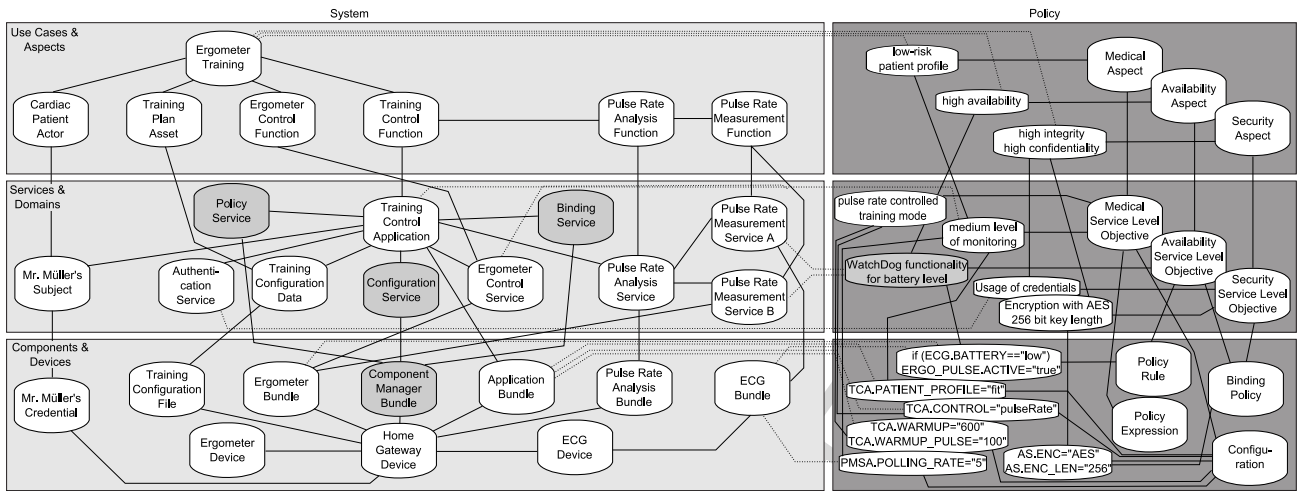 System
Policy
Use Cases &
Aspects
Ergometer
Training
Cardiac
Patient
Actor
Training
Plan
Asset
Ergometer
Control
Function
Training
Control
Function
Pulse Rate
Analysis
Function
Pulse Rate
Measurement
Function
low-risk
patient profile
Medical
Aspect
high availability
Availability
Aspect
high integrity
high confidentiality
Security
Aspect
Services &
Domains
Policy
Service
Training
Control
Application
Binding
Service
Pulse Rate
Measurement
Service A
Mr. Müller's
Subject
Authenti-
cation
Service
Training
Configuration
Data
Configuration
Service
Ergometer
Control
Service
Pulse Rate
Analysis
Service
Pulse Rate
Measurement
Service B
pulse rate controlled
training mode
medium level
of monitoring
Medical
Service Level
Objective
WatchDog functionality
for battery level
Availability
Service Level
Objective
Usage of credentials
Encryption with AES
256 bit key length
Security
Service Level
Objective
Components &
Devices
Mr. Müller's
Credential
Training
Configuration
File
Ergometer
Bundle
Component
Manager
Bundle
Application
Bundle
Pulse Rate
Analysis
Bundle
ECG
Bundle
Ergometer
Device
Home
Gateway
Device
ECG
Device
if (ECG.BATTERY=="low")
ERGO_PULSE.ACTIVE="true"
Policy
Rule
Binding
Policy
TCA.PATIENT_PROFILE="fit"
TCA.CONTROL="pulseRate"
Policy
Expression
TCA.WARMUP="600"
TCA.WARMUP_PULSE="100"
PMSA.POLLING_RATE="5"
AS.ENC="AES"
AS.ENC_LEN="256"
Configu-
ration